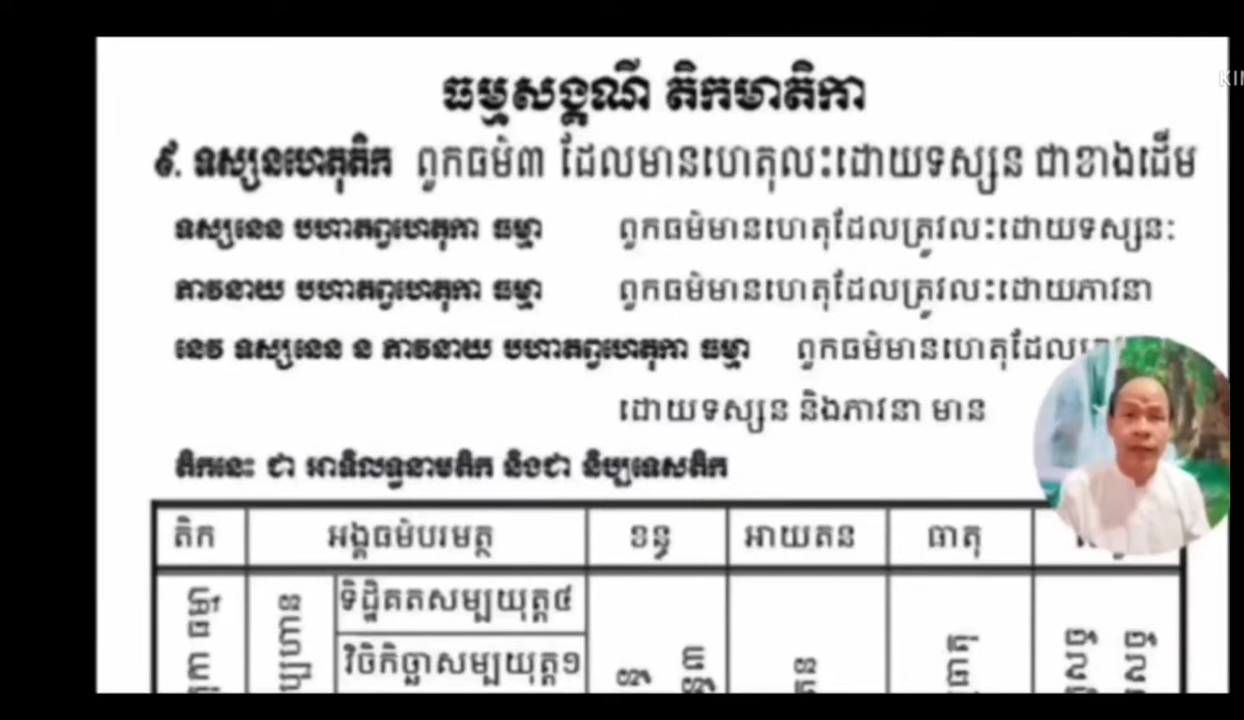 ធម្មសង្គណី តិកមាតិកា
៩. ទស្សនហេតុតិក ពួកធម៌៣ ដែលមានហេតុលះដោយទស្សន ជាខាងដើម
ទស្សនេន បហាតព្វហេតុកា ធម្មា ពួកធម៌មានហេតុដែលត្រូវលះដោយទស្សនៈ
ភាវនាយ បហាតព្វហេតុកា ធម្មា ពួកធម៌មានហេតុដែលត្រូវលះដោយភាវនា
នេវ ទស្សនេន ន ភាវនាយ បហាតព្វហេតុកា ធម្មា ពួកធម៌មានហេតុដែល
ដោយទស្សន និងភាវនា មាន
តិកនេះ ជា អាទិលទ្ធនាមតិក និងជា និប្បទេសតិក
តិក អង្គធម៌បរមត្ថ ខន្ធ អាយតន ធាតុ
ទិដ្ឋិគតសម្បយុត្ត៤
វិចិកិច្ឆាសម្បយុត្ត១